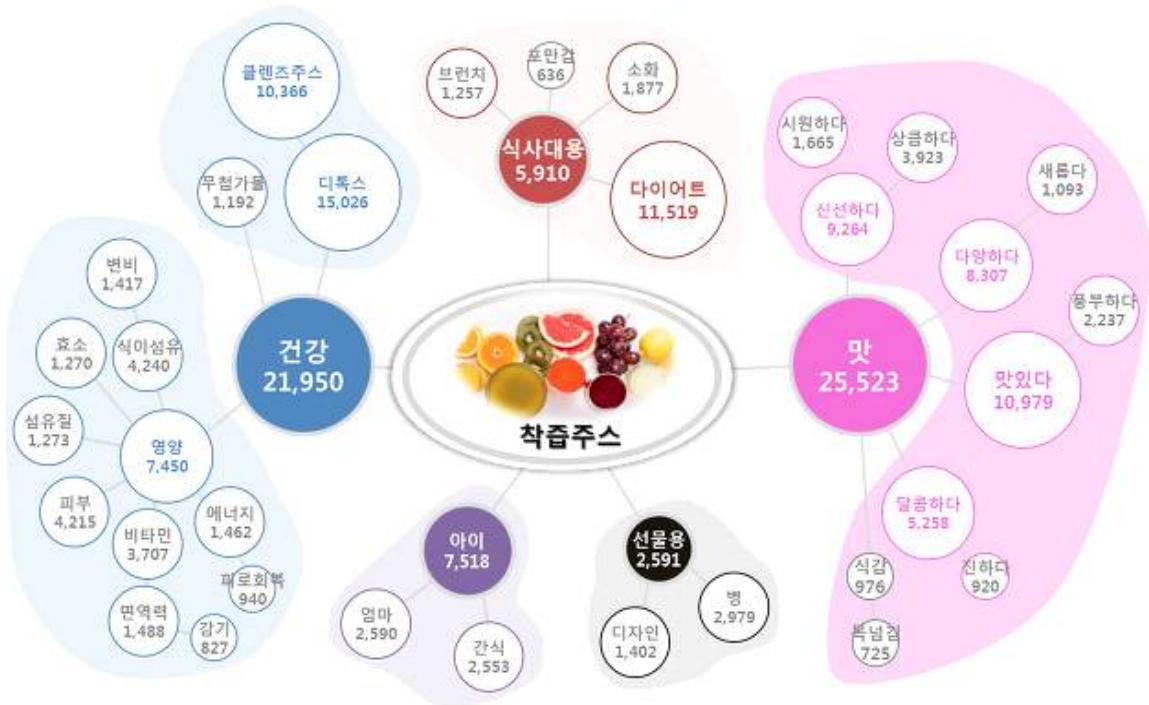 클렌즈주스
10,366
무첨가물
1,192
디톡스
15,026
변비
1,417
효소
1,270
식이섬유
4,240
섬유질
1,273
영양
7,450
피부
4,215
비타민
3,707
에너지
1,462
피로회복
940
면역력
1,488
감기
827
건강
21,950
브런치
1,257
포만감
636
소화
1,877
식사대용
5,910
다이어트
11,519
착즙주스
아이
7,518
엄마
2,590
간식
2,553
선물용
2,591
디자인
1,402
병
2,979
맛
25,523
시원하다
1,665
상큼하다
3,923
신선하다
9,264
새롭다
1,093
다양하다
8,307
풍부하다
2,237
맛있다
10,979
달콤하다
5,258
식감
976
진하다
920
목넘김
725